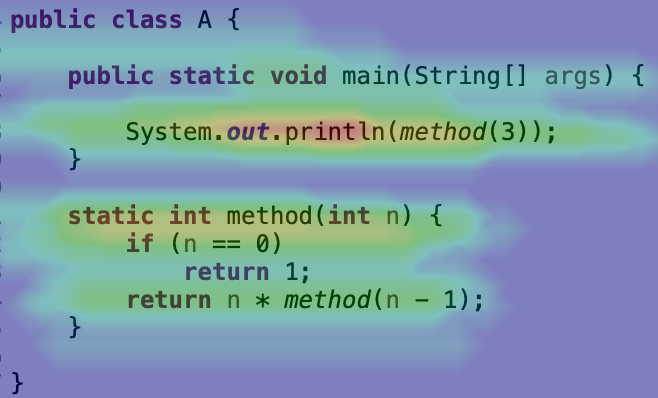 public class A {
public static void main(String[] args) {
System.out.println(method(3));
}
static int method(int n) {
if (n == 0)
return 1;
return n * method(n - 1);
}
}